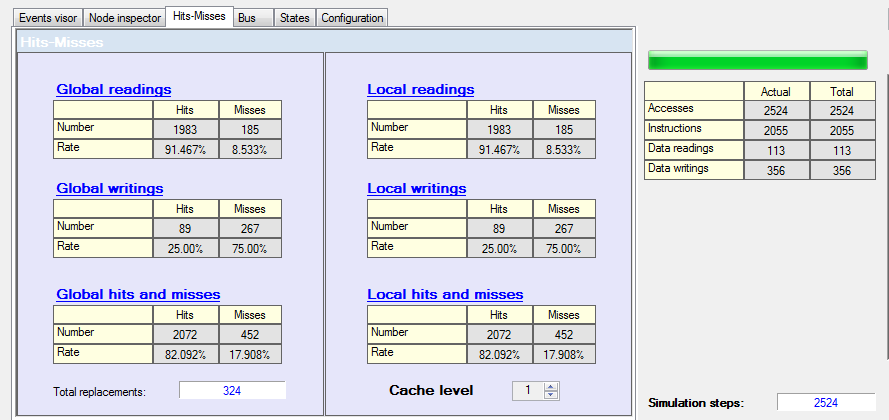 Events visor Node inspector Hits-Misses Bus States Configuration
Hits-Misses
Global readings
Hits Misses
Number 1983 185
Rate 91.467% 8.533%
Global writings
Hits Misses
Number 89 267
Rate 25.00% 75.00%
Global hits and misses
Hits Misses
Number 2072 452
Rate 82.092% 17.908%
Total replacements: 324
Local readings
Hits Misses
Number 1983 185
Rate 91.467% 8.533%
Local writings
Hits Misses
Number 89 267
Rate 25.00% 75.00%
Local hits and misses
Hits Misses
Number 2072 452
Rate 82.092% 17.908%
Cache level 1
Actual Total
Accesses 2524 2524
Instructions 2055 2055
Data readings 113 113
Data writings 356 356
Simulation steps: 2524